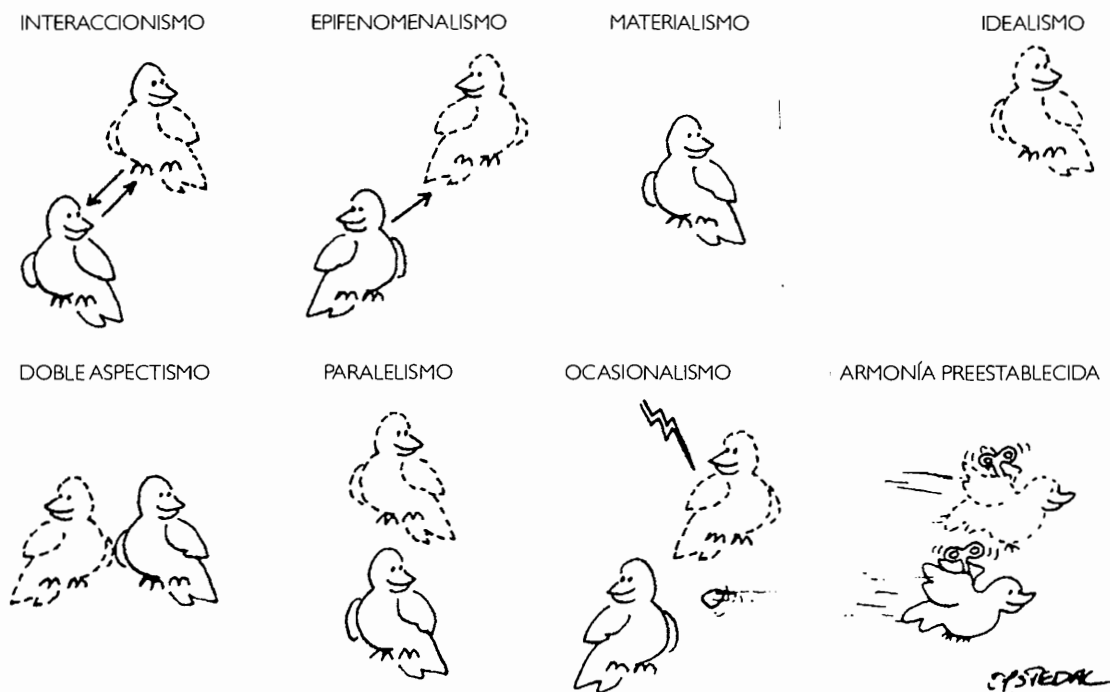 INTERACCIONISMO
EPIFENOMENALISMO
MATERIALISMO
IDEALISMO
DOBLE ASPECTISMO
PARALELISMO
OCASIONALISMO
ARMONÍA PREESTABLECIDA